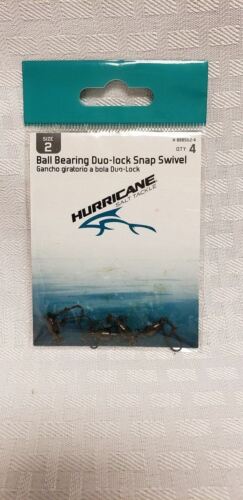 SIZE
2
Ball Bearing Duo-lock Snap Swivel
Gancho giratorio a bola Duo-Lock
QTY 4
HURRICANE
SALT TACKLE